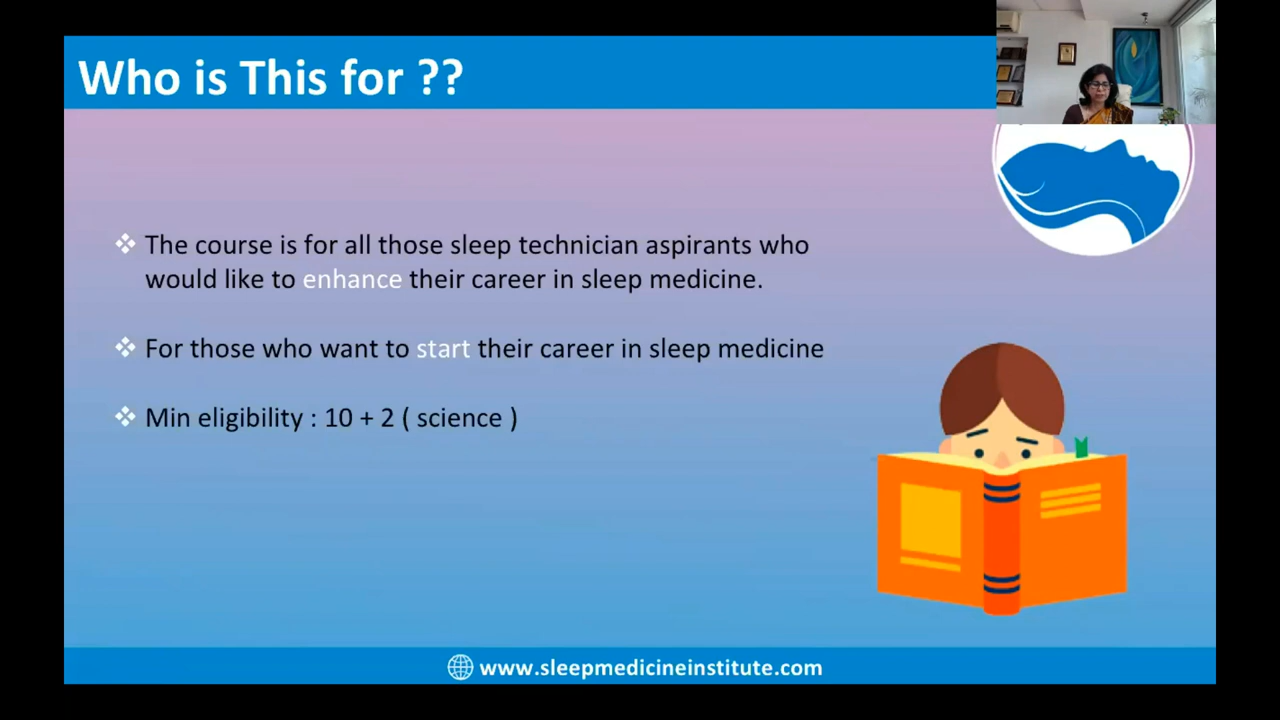 Who is This for ??
The course is for all those sleep technician aspirants who
would like to enhance their career in sleep medicine.
For those who want to start their career in sleep medicine
Min eligibility : 10 + 2 ( science )
www.sleepmedicineinstitute.com